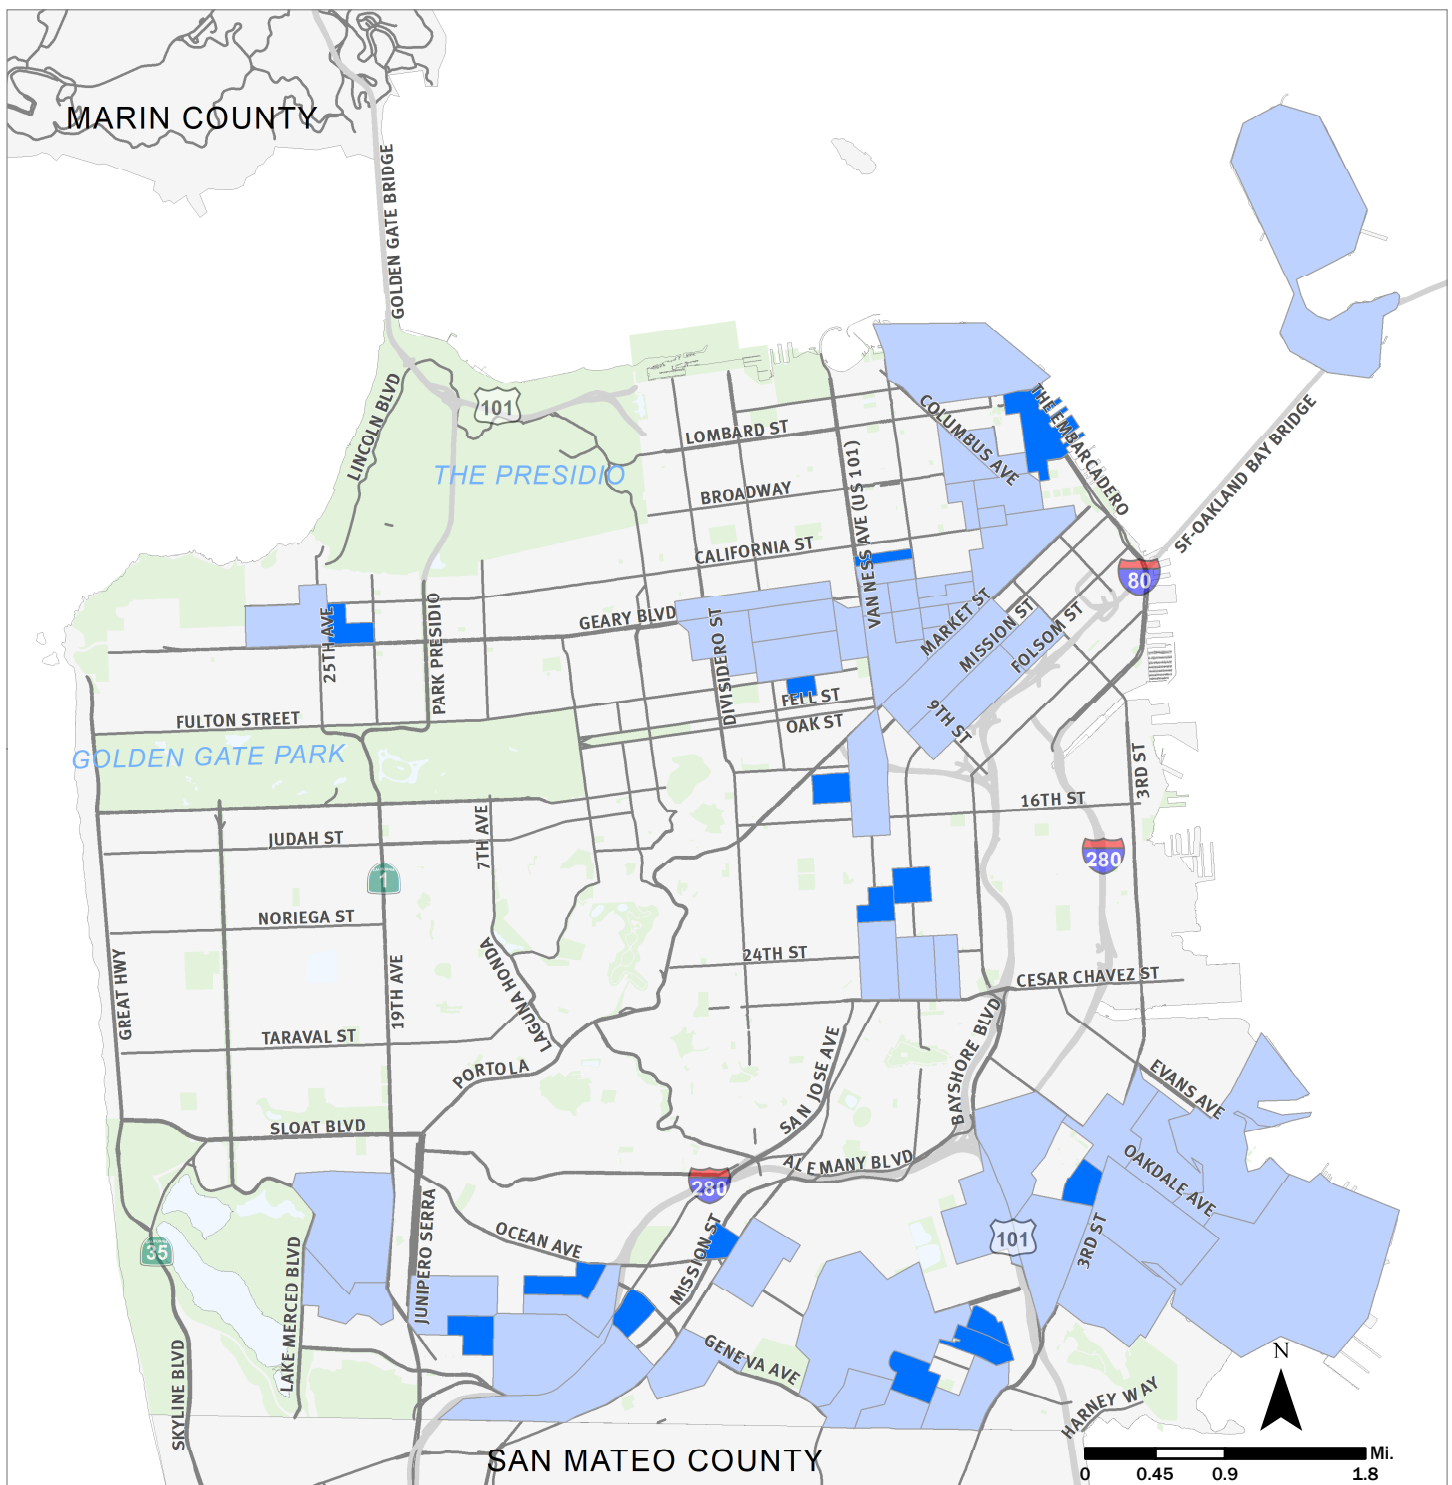 MARIN COUNTY
GOLDEN GATE BRIDGE
LINCOLN BLVD
101
THE PRESIDIO
LOMBARD ST
BROADWAY
CALIFORNIA ST
VAN NESS AVE (US 101)
COLUMBUS AVE
THE EMBARCADERO
SF-OAKLAND BAY BRIDGE
80
GEARY BLVD
25TH AVE
PARK PRESIDIO
DIVISIDERO ST
MARKET ST
MISSION ST
FOLSOM ST
FELL ST
OAK ST
9TH ST
FULTON STREET
GOLDEN GATE PARK
3RD ST
16TH ST
JUDAH ST
7TH AVE
280
CALIFORNIA
1
NORIEGA ST
24TH ST
CESAR CHAVEZ ST
GREAT HWY
19TH AVE
LAGUNA HONDA
TARAVAL ST
PORTOLA
SAN JOSE AVE
BAYSHORE BLVD
EVANS AVE
SLOAT BLVD
ALEMANY BLVD
OAKDALE AVE
280
JUNIPERO SERRA
OCEAN AVE
MISSION ST
101
3RD ST
CALIFORNIA
35
LAKE MERCED BLVD
SKYLINE BLVD
GENEVA AVE
HARNEY WAY
N
SAN MATEO COUNTY
Mi.
0 0.45 0.9 1.8